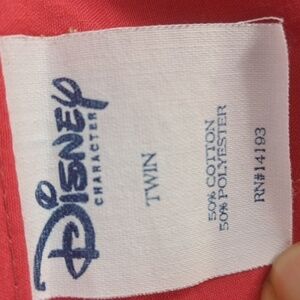 Disney
CHARACTER
TWIN
50% COTTON
50% POLYESTER
RN#14193